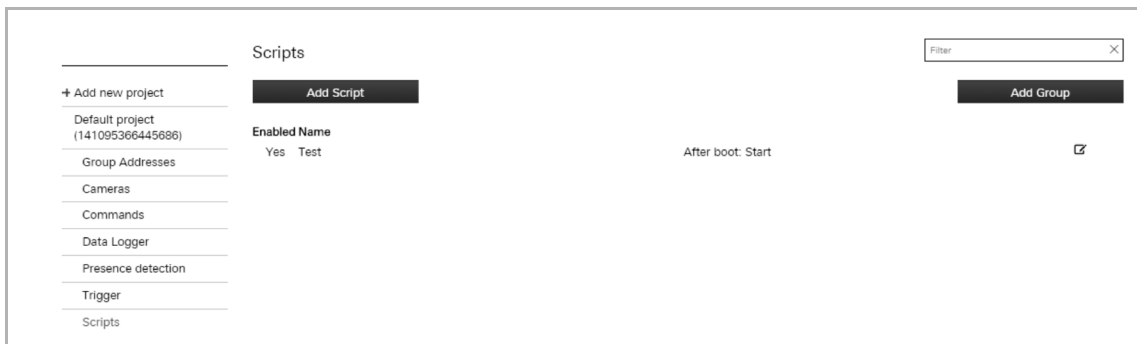 Scripts
Filter
+ Add new project
Add Script
Add Group
Default project
(141095366445686)
Enabled Name
Yes Test After boot: Start
Group Addresses
Cameras
Commands
Data Logger
Presence detection
Trigger
Scripts